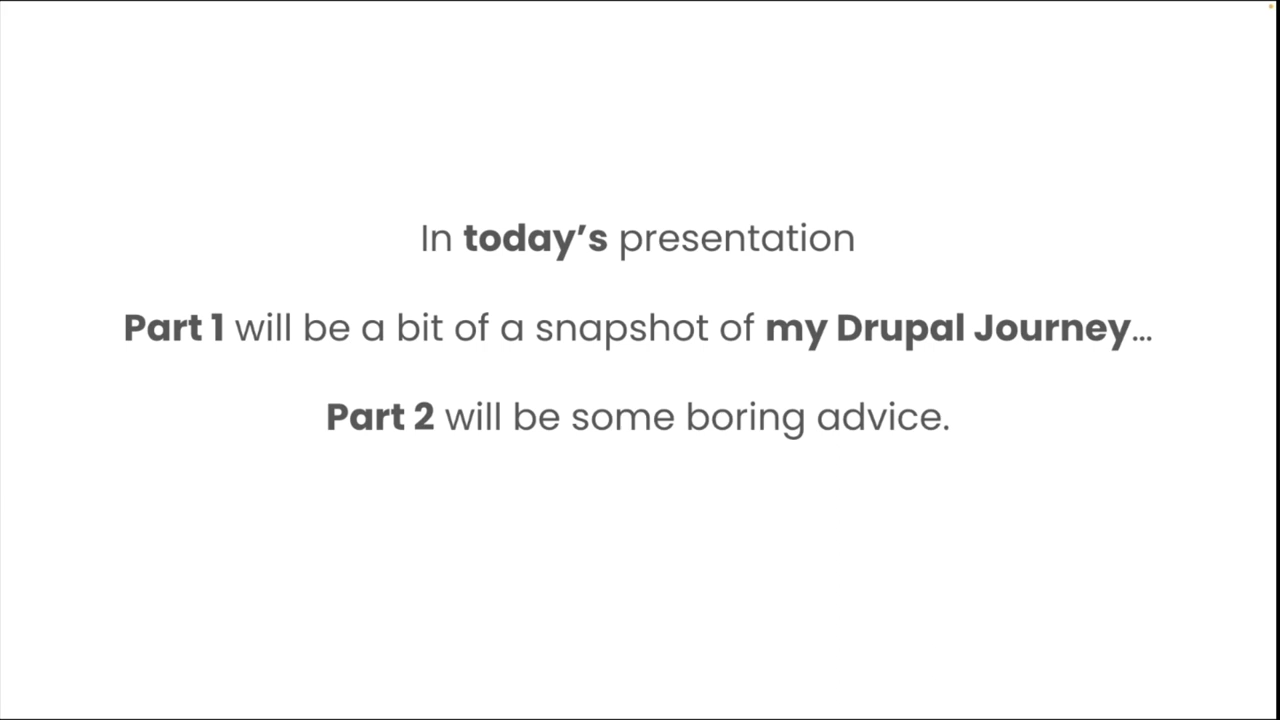 In today’s presentation
Part 1 will be a bit of a snapshot of my Drupal Journey…
Part 2 will be some boring advice.